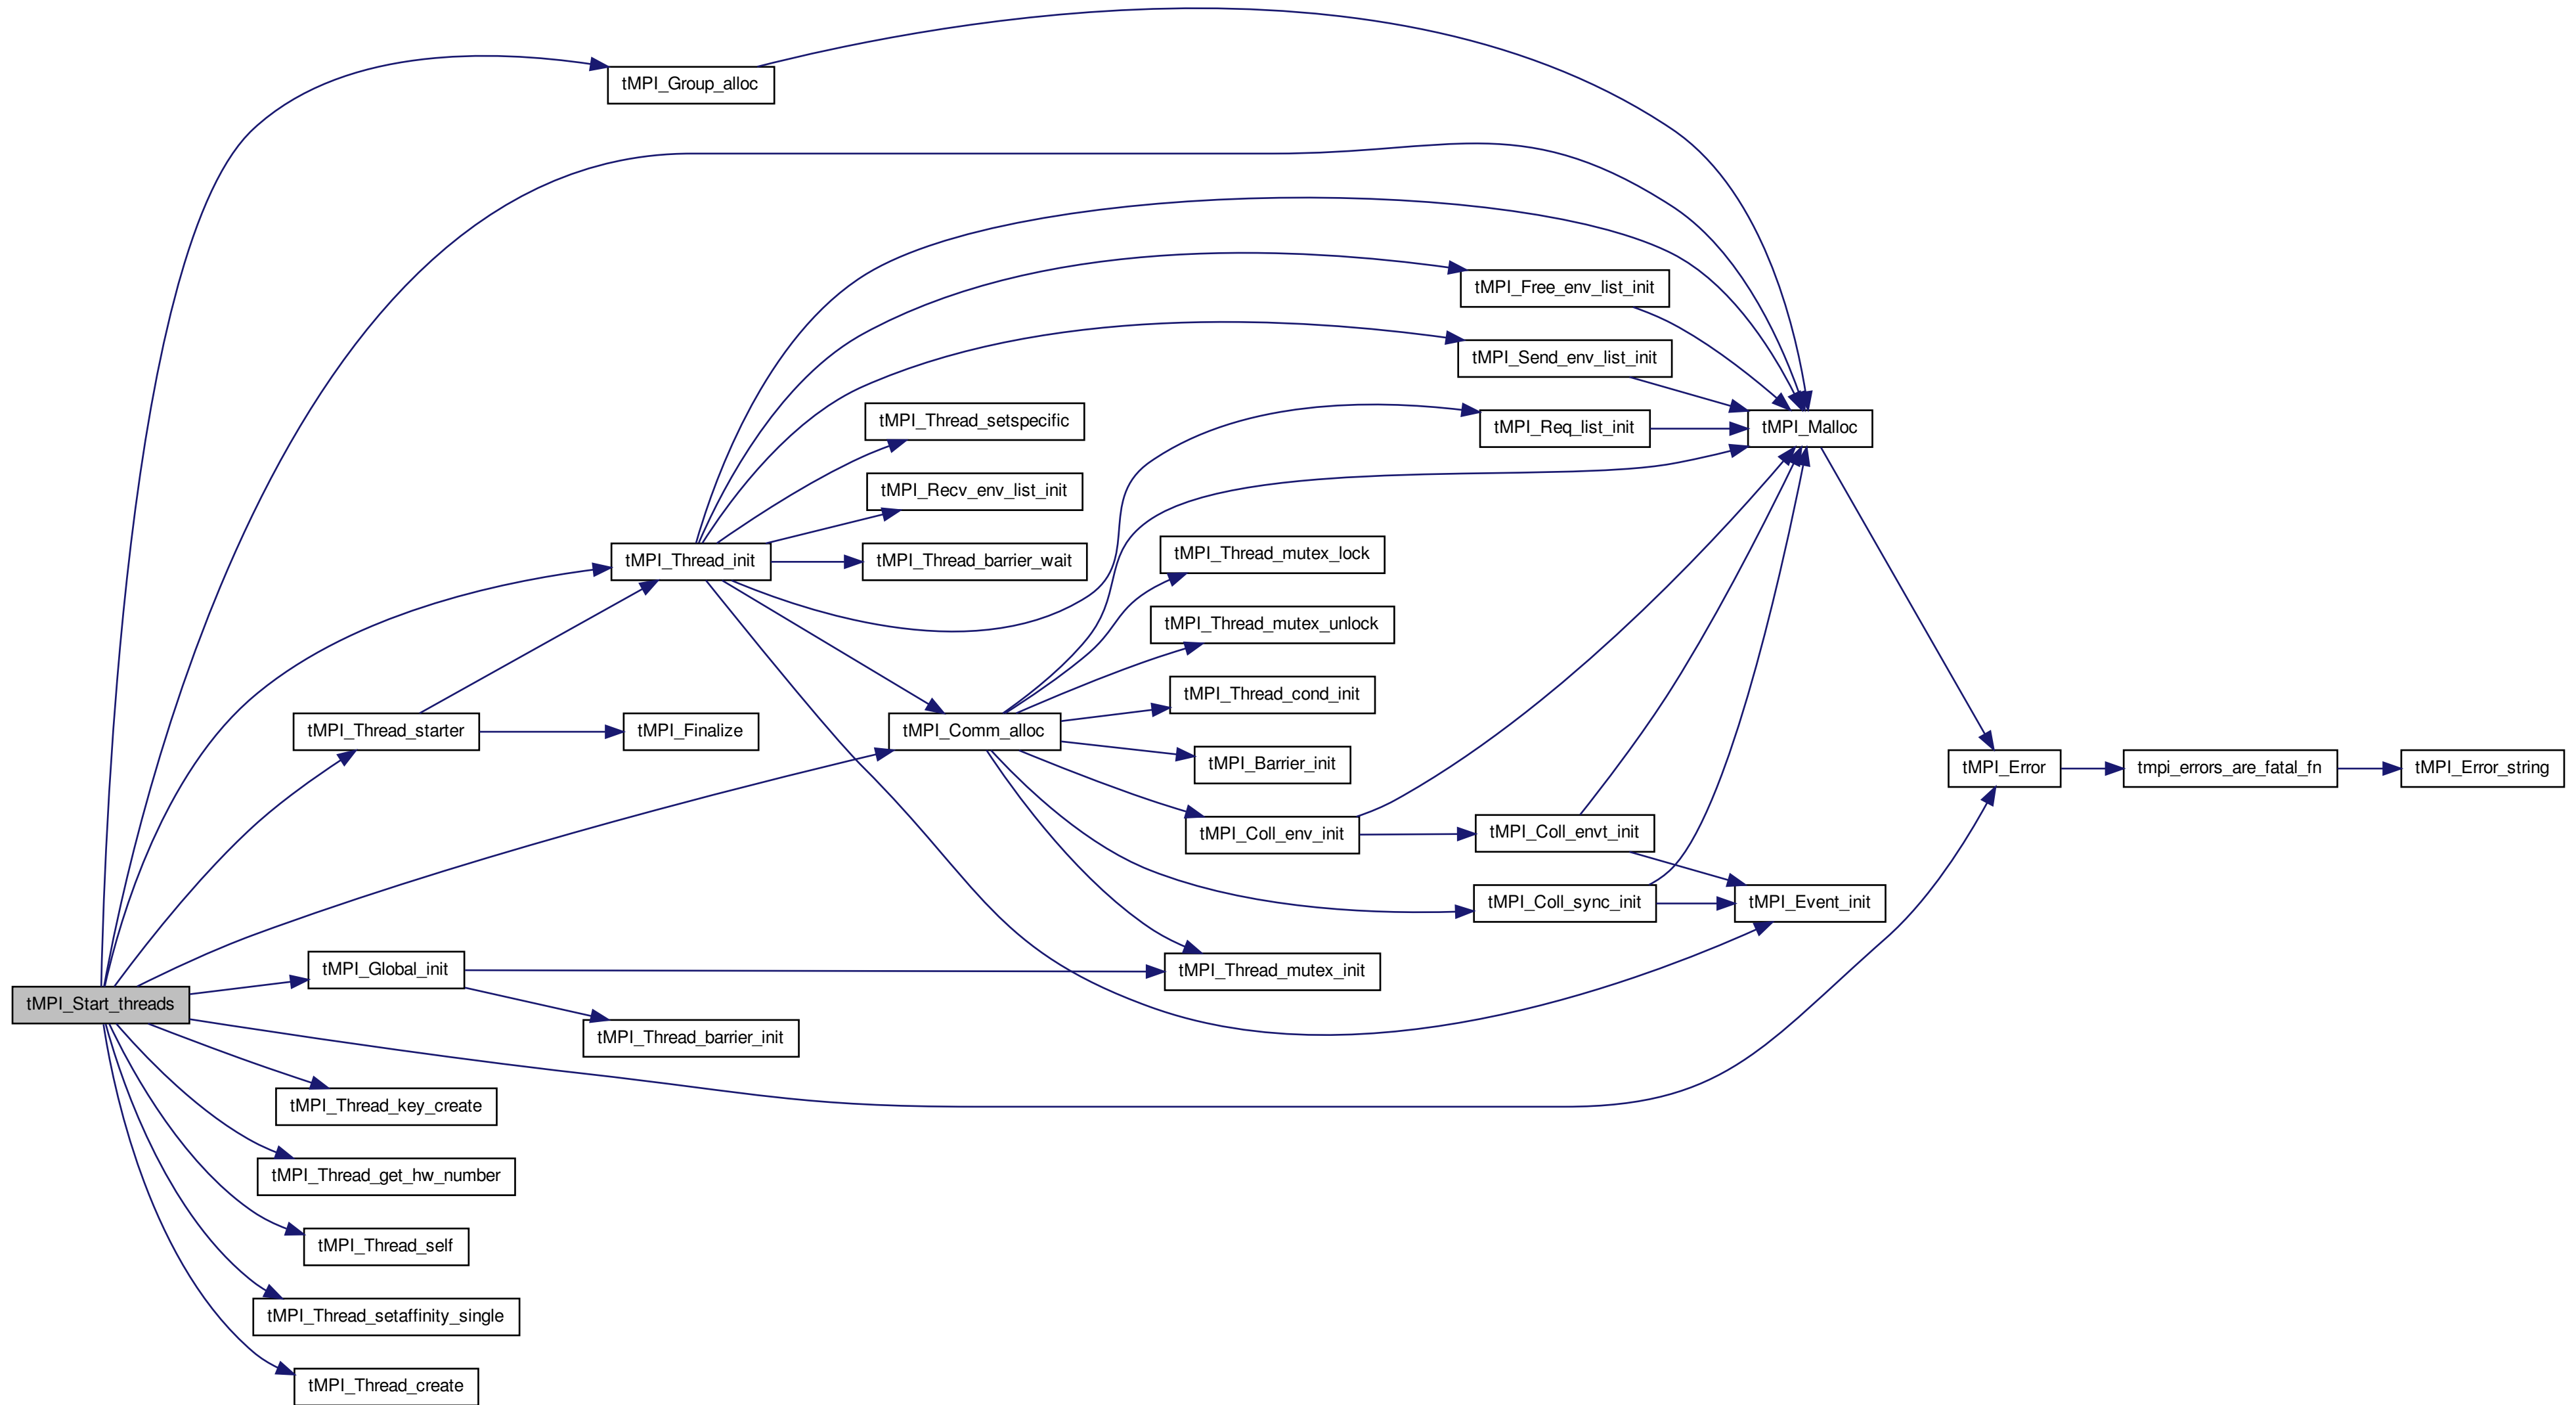 tMPI_Group_alloc
tMPI_Free_env_list_init
tMPI_Send_env_list_init
tMPI_Thread_setspecific
tMPI_Req_list_init
tMPI_Malloc
tMPI_Recv_env_list_init
tMPI_Thread_mutex_lock
tMPI_Thread_init
tMPI_Thread_barrier_wait
tMPI_Thread_mutex_unlock
tMPI_Thread_cond_init
tMPI_Thread_starter
tMPI_Finalize
tMPI_Comm_alloc
tMPI_Barrier_init
tMPI_Error
tmpi_errors_are_fatal_fn
tMPI_Error_string
tMPI_Coll_env_init
tMPI_Coll_envt_init
tMPI_Coll_sync_init
tMPI_Event_init
tMPI_Global_init
tMPI_Thread_mutex_init
tMPI_Start_threads
tMPI_Thread_barrier_init
tMPI_Thread_key_create
tMPI_Thread_get_hw_number
tMPI_Thread_self
tMPI_Thread_setaffinity_single
tMPI_Thread_create